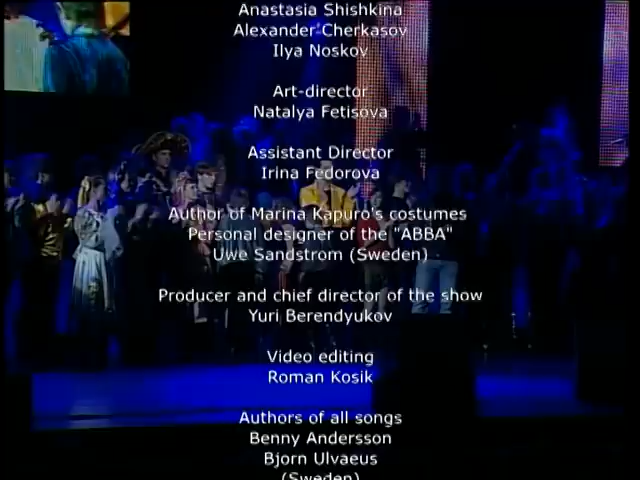 Anastasia Shishkina
Alexander Cherkasov
Ilya Noskov
Art-director
Natalya Fetisova
Assistant Director
Irina Fedorova
Author of Marina Kapuro's costumes
Personal designer of the "ABBA"
Uwe Sandstrom (Sweden)
Producer and chief director of the show
Yuri Berendyukov
Video editing
Roman Kosik
Authors of all songs
Benny Andersson
Bjorn Ulvaeus
(Sweden)